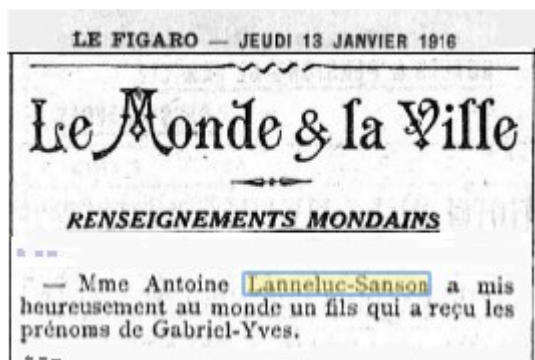 LE FIGARO — JEUDI 13 JANVIER 1916
Le Monde & la Ville
RENSEIGNEMENTS MONDAINS
— Mme Antoine Lanneluc-Sanson a mis
heureusement au monde un fils qui a reçu les
prénoms de Gabriel-Yves.